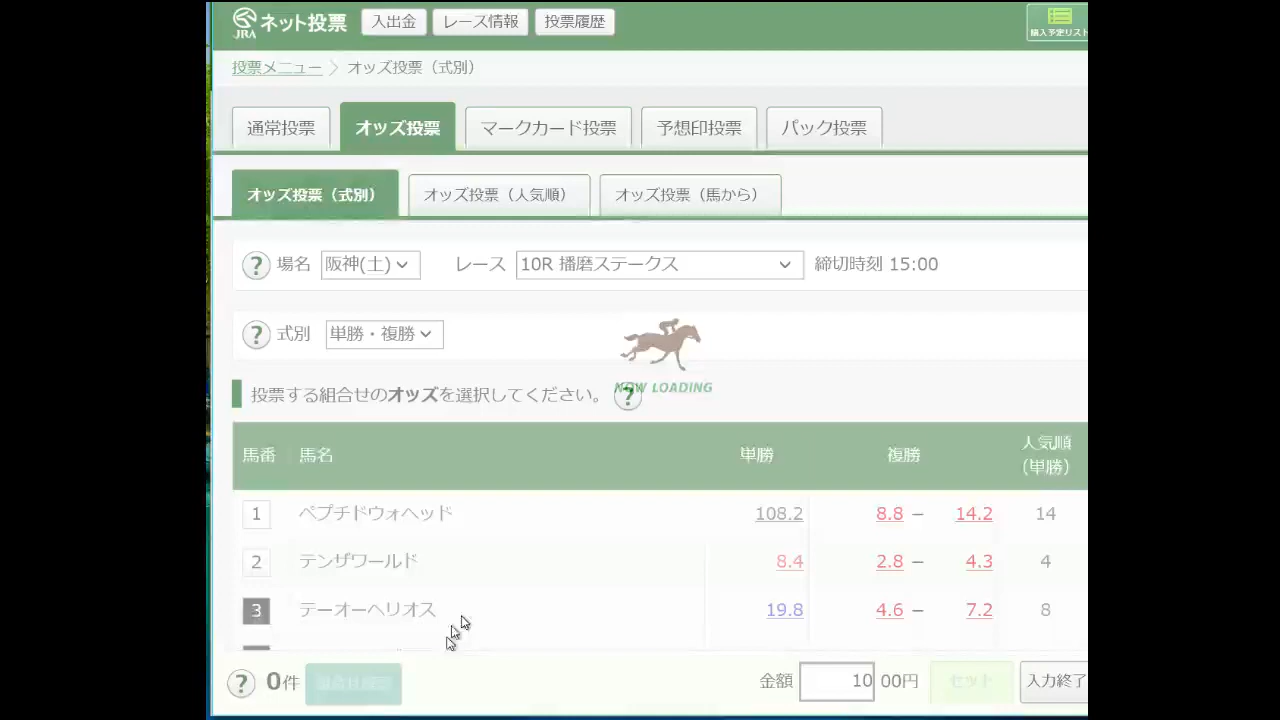 JRA ネット投票 入出金 レース情報 投票履歴 購入予定リスト
投票メニュー > オッズ投票（式別）
通常投票 オッズ投票 マークカード投票 予想印投票 パック投票
オッズ投票（式別） オッズ投票（人気順） オッズ投票（馬から）
? 場名 阪神(土) レース 10R 播磨ステークス 締切時刻 15:00
? 式別 単勝・複勝
NOW LOADING
投票する組合せのオッズを選択してください。 ?
馬番 馬名 単勝 複勝 人気順(単勝)
1 ペプチドウォヘッド 108.2 8.8 － 14.2 14
2 テンザワールド 8.4 2.8 － 4.3 4
3 テーオーヘリオス 19.8 4.6 － 7.2 8
? 0件 金額 10 00円 セット 入力終了